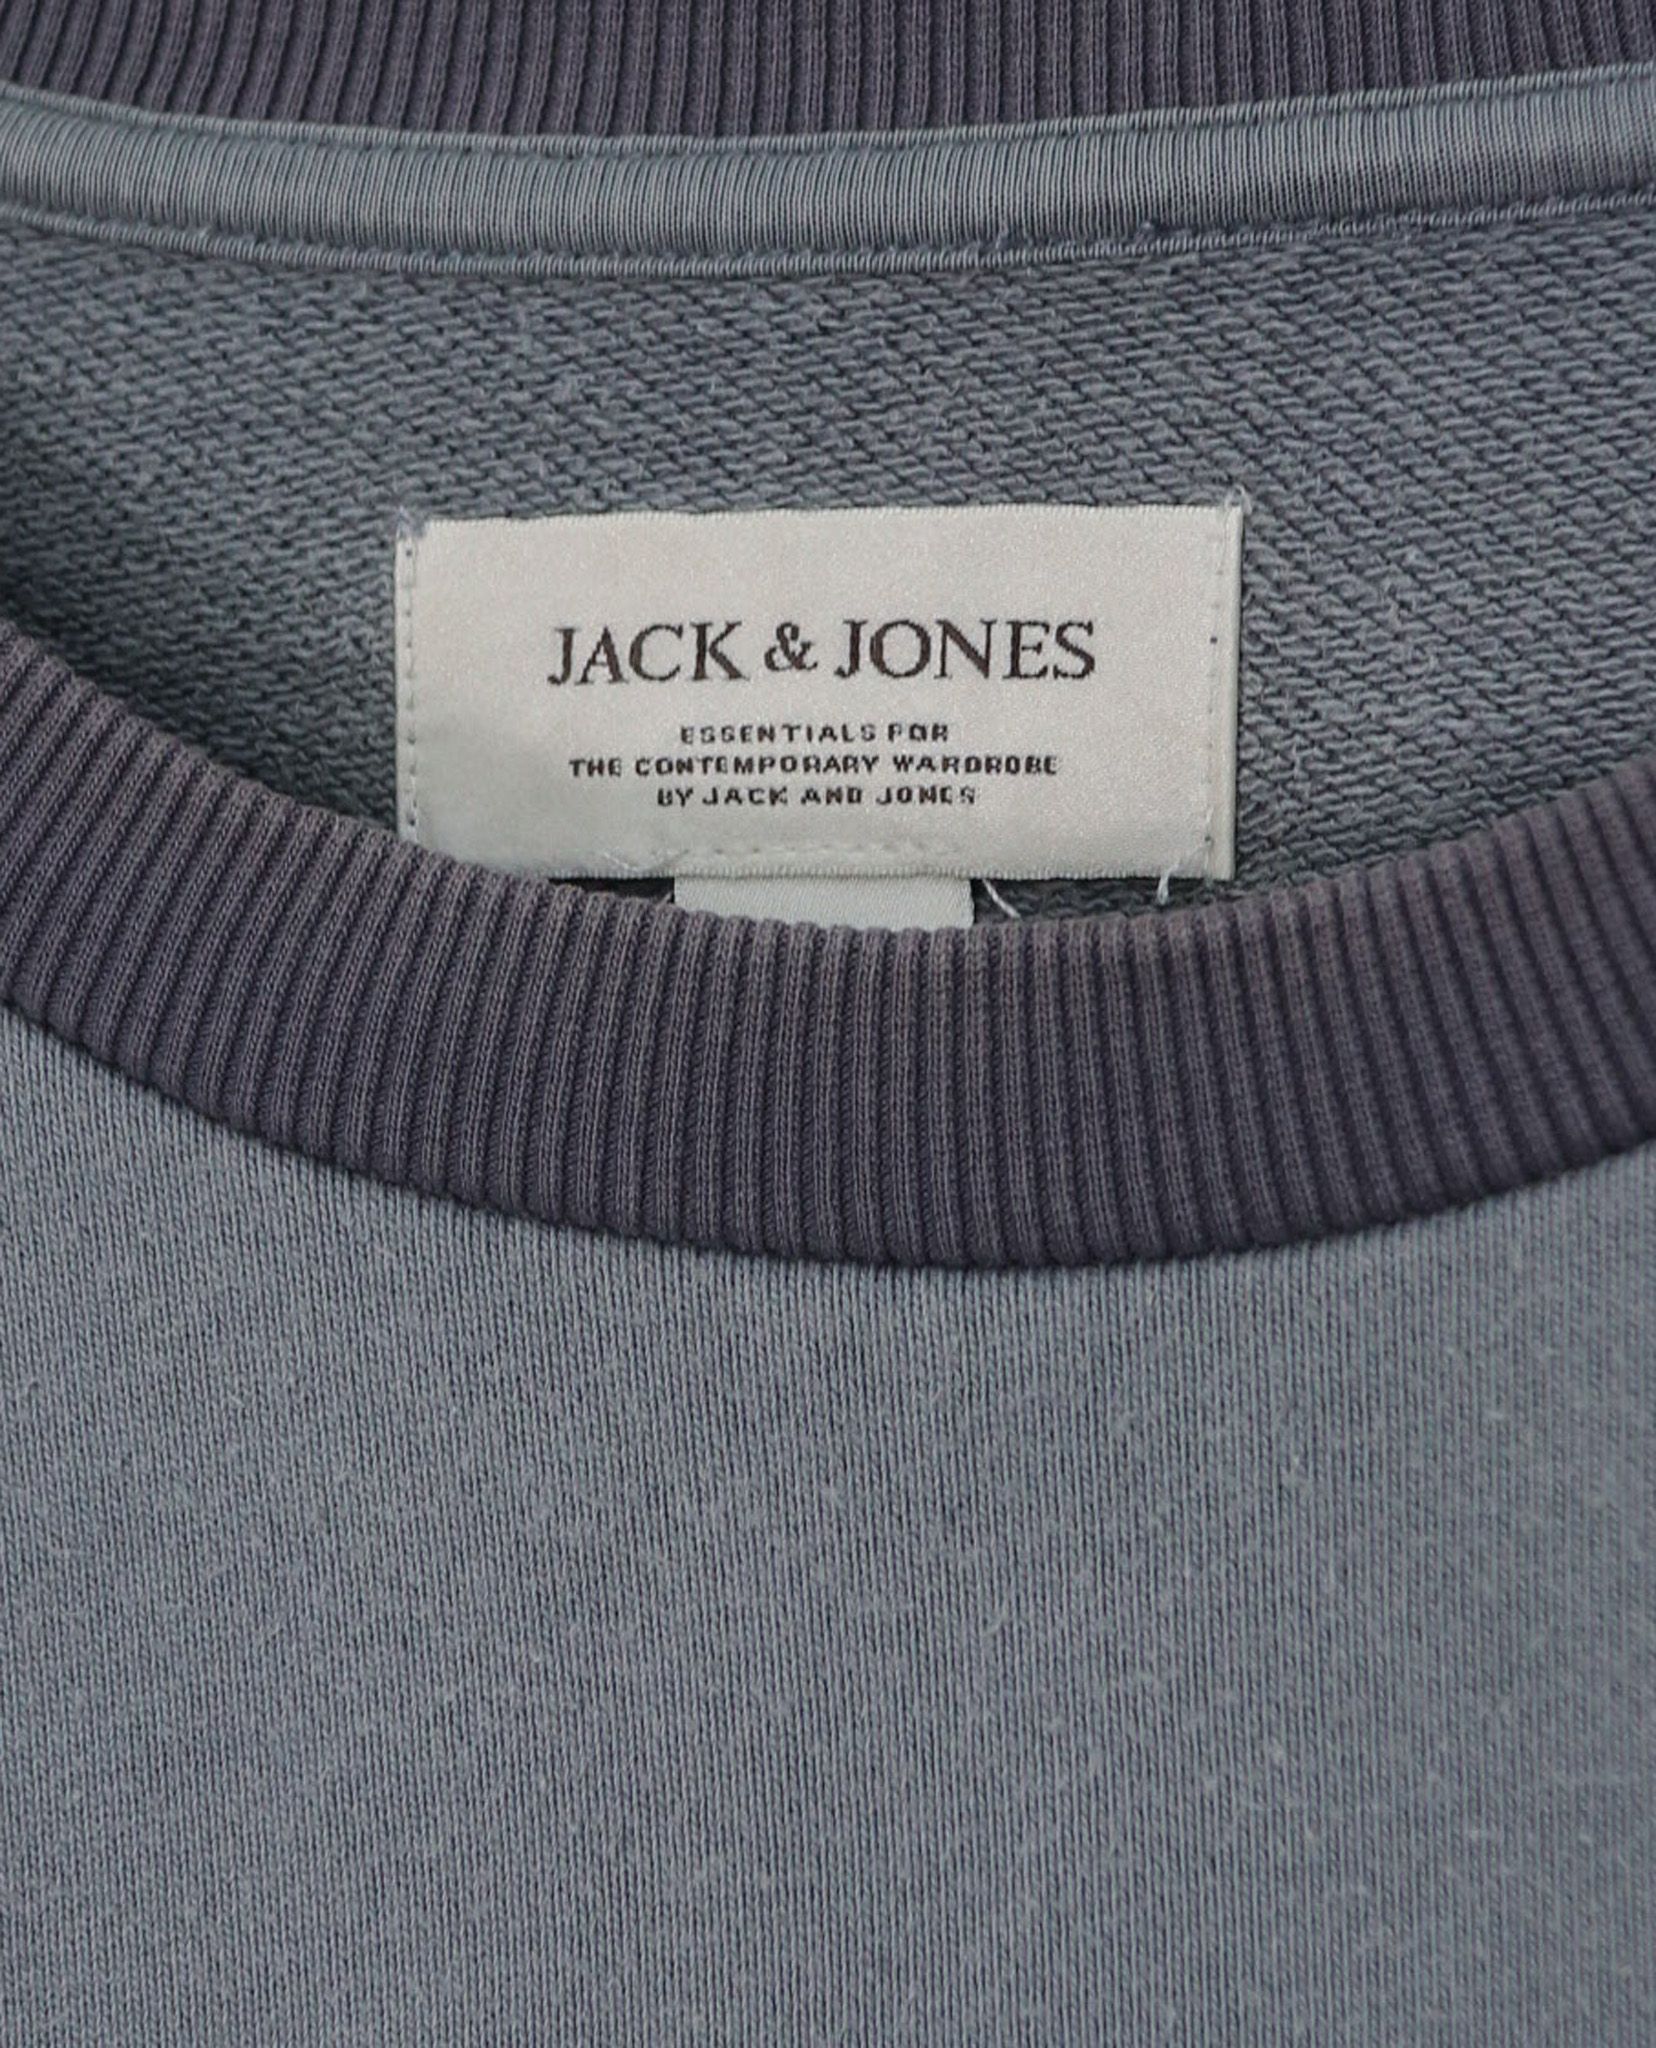 JACK & JONES
ESSENTIALS FOR
THE CONTEMPORARY WARDROBE
BY JACK AND JONES